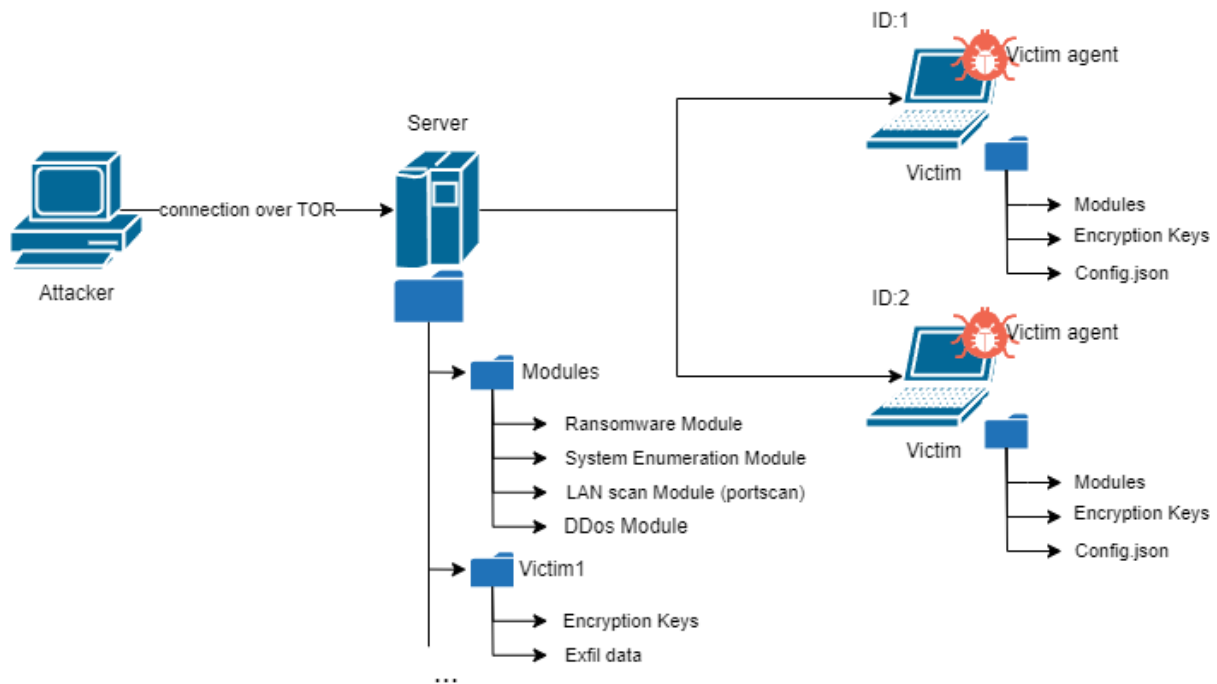 ID:1
Victim agent
Server
Victim
connection over TOR
Modules
Encryption Keys
Config.json
Attacker
ID:2
Victim agent
Victim
Modules
Encryption Keys
Config.json
Modules
Ransomware Module
System Enumeration Module
LAN scan Module (portscan)
DDos Module
Victim1
Encryption Keys
Exfil data
...